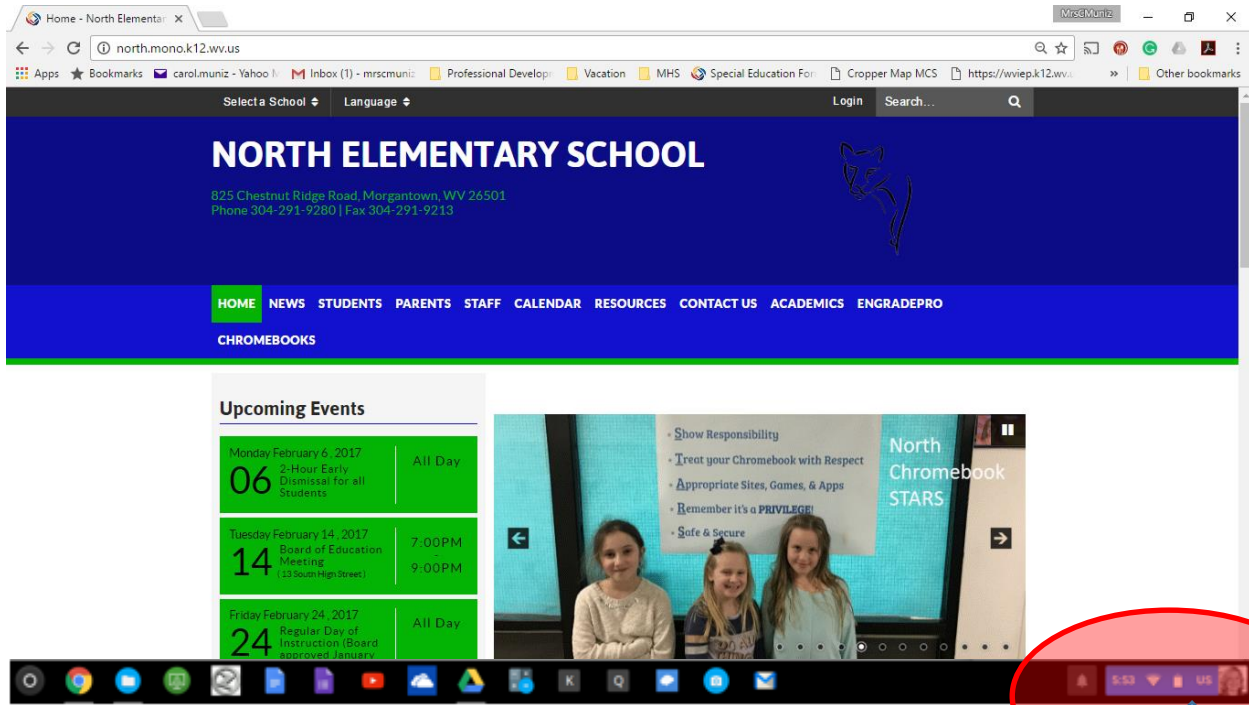 Home - North Elementar
MrsCMuniz
north.mono.k12.wv.us
Apps Bookmarks carol.muniz - Yahoo Inbox (1) - mrscmuniz Professional Develop Vacation MHS Special Education For Cropper Map MCS https://wviep.k12.wv.u » Other bookmarks
Select a School Language Login Search...
NORTH ELEMENTARY SCHOOL
825 Chestnut Ridge Road, Morgantown, WV 26501
Phone 304-291-9280 | Fax 304-291-9213
HOME NEWS STUDENTS PARENTS STAFF CALENDAR RESOURCES CONTACT US ACADEMICS ENGRADEPRO
CHROMEBOOKS
Upcoming Events
Monday February 6, 2017
06
2-Hour Early
Dismissal for all
Students
All Day
Tuesday February 14, 2017
14
Board of Education
Meeting
(13 South High Street)
7:00PM
-
9:00PM
Friday February 24, 2017
24
Regular Day of
Instruction (Board
approved January
All Day
- Show Responsibility
- Treat your Chromebook with Respect
- Appropriate Sites, Games, & Apps
- Remember it's a PRIVILEGE!
- Safe & Secure
North
Chromebook
STARS
K Q
5:53 US